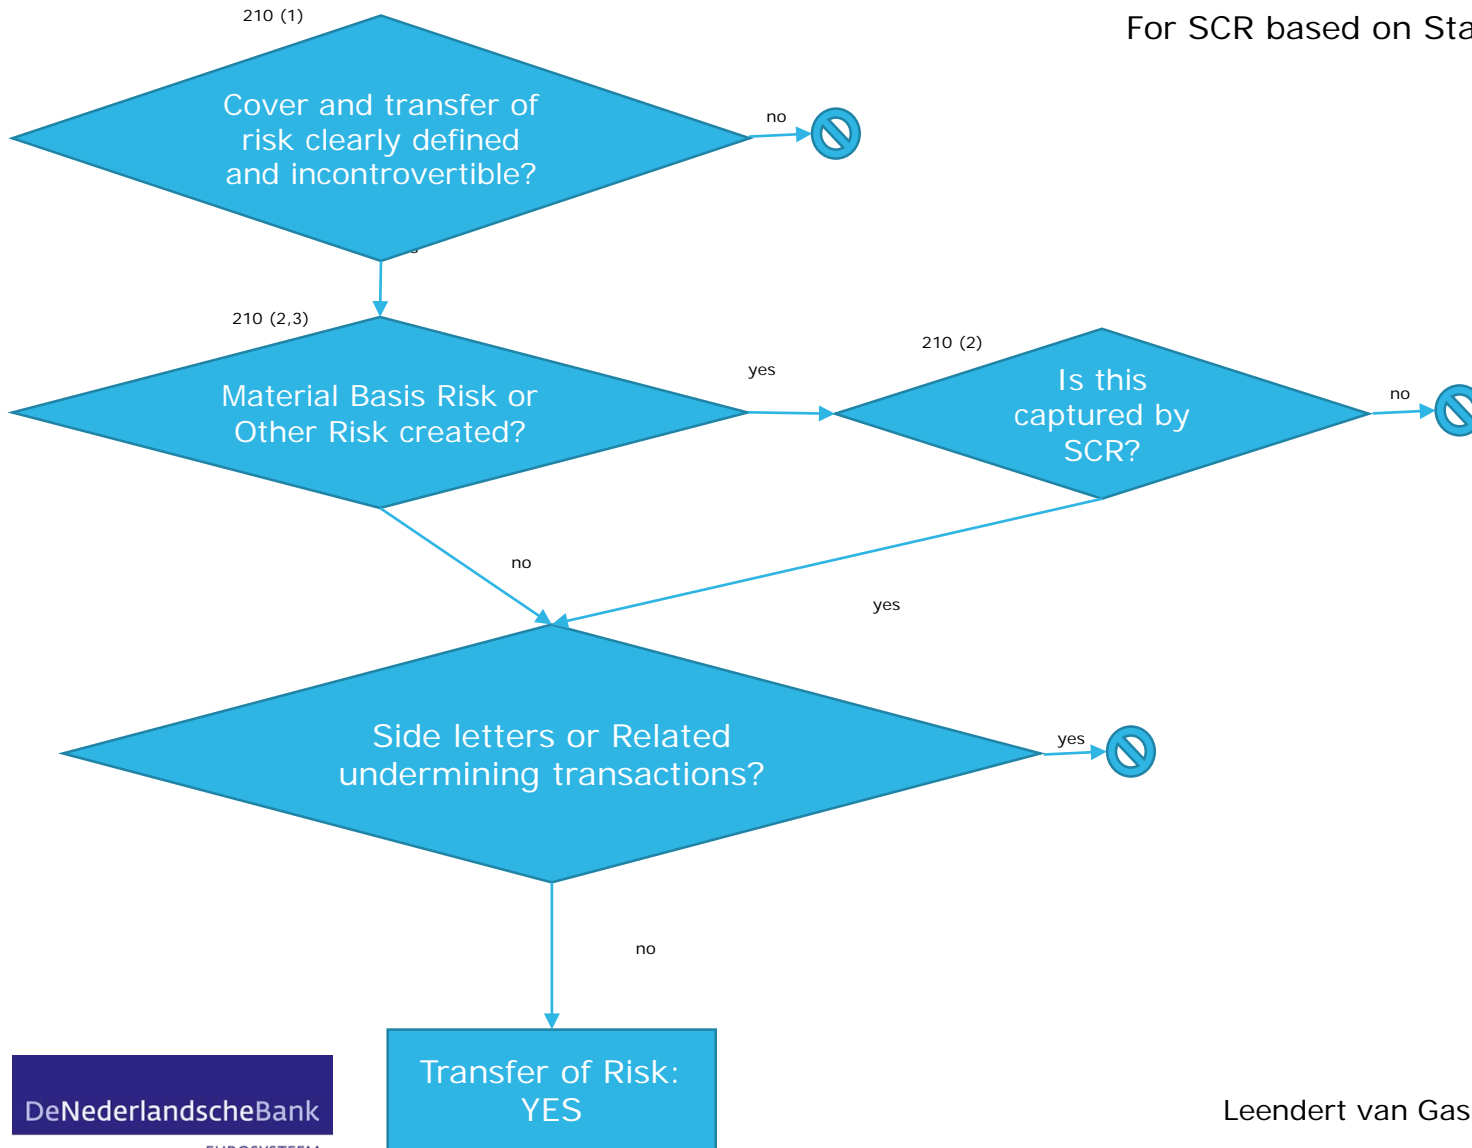 210 (1)
For SCR based on
Cover and transfer of
risk clearly defined
and incontrovertible?
no
210 (2,3)
Material Basis Risk or
Other Risk created?
yes
210 (2)
Is this
captured by
SCR?
no
no
yes
Side letters or Related
undermining transactions?
yes
no
Transfer of Risk:
YES
DeNederlandscheBank
Leendert van